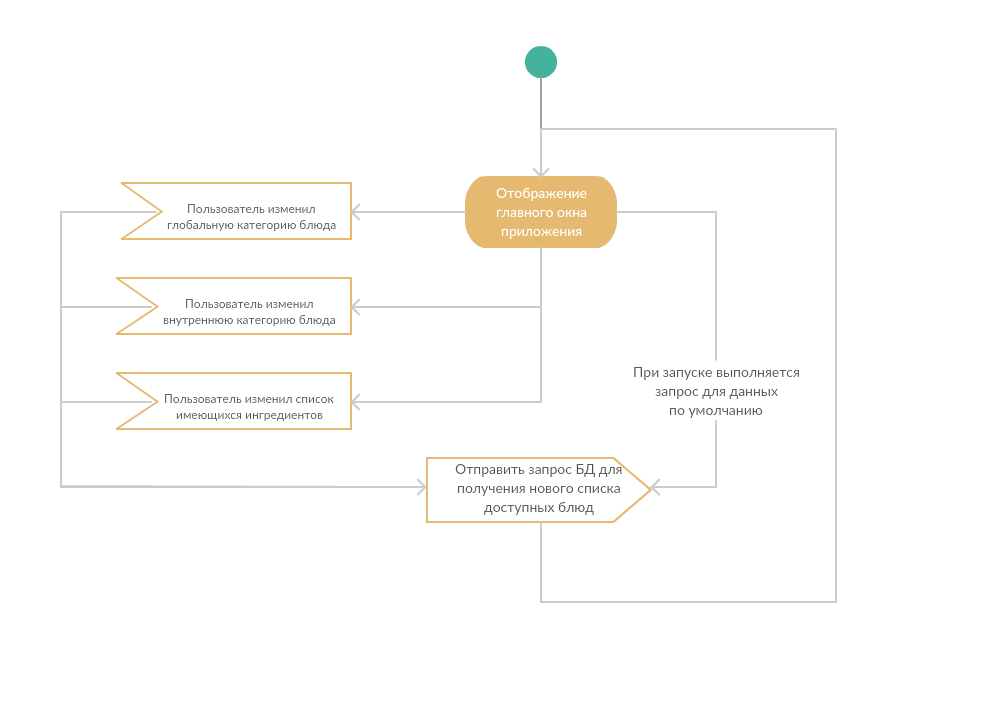 Отображение
главного окна
приложения
Пользователь изменил
глобальную категорию блюда
Пользователь изменил
внутреннюю категорию блюда
Пользователь изменил список
имеющихся ингредиентов
При запуске выполняется
запрос для данных
по умолчанию
Отправить запрос БД для
получения нового списка
доступных блюд